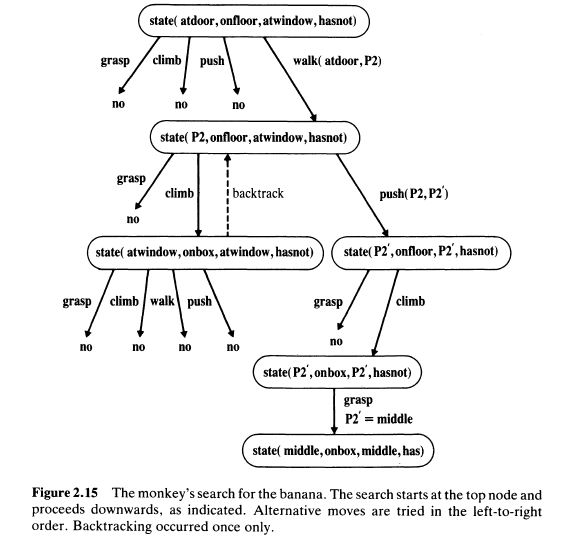 state( atdoor, onfloor, atwindow, hasnot)
grasp climb push walk( atdoor, P2)
no no no
state( P2, onfloor, atwindow, hasnot)
grasp
climb backtrack push( P2, P2′)
no
state( atwindow, onbox, atwindow, hasnot) state( P2′, onfloor, P2′, hasnot)
grasp climb walk push grasp climb
no no no no no
state( P2′, onbox, P2′, hasnot)
grasp
P2′ = middle
state( middle, onbox, middle, has)
Figure 2.15 The monkey's search for the banana. The search starts at the top node and
proceeds downwards, as indicated. Alternative moves are tried in the left-to-right
order. Backtracking occurred once only.